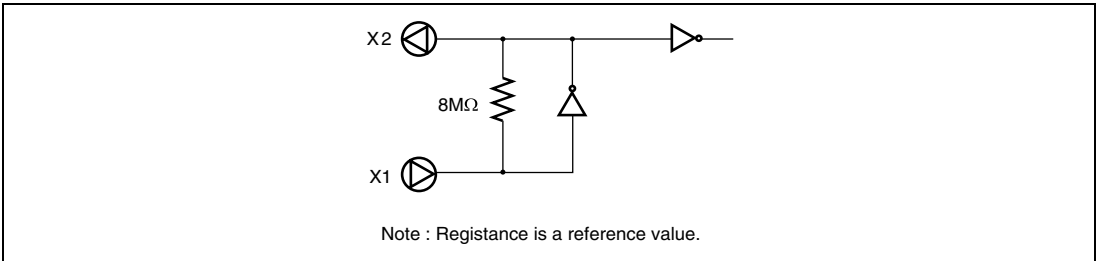 X2
8MΩ
X1
Note : Registance is a reference value.